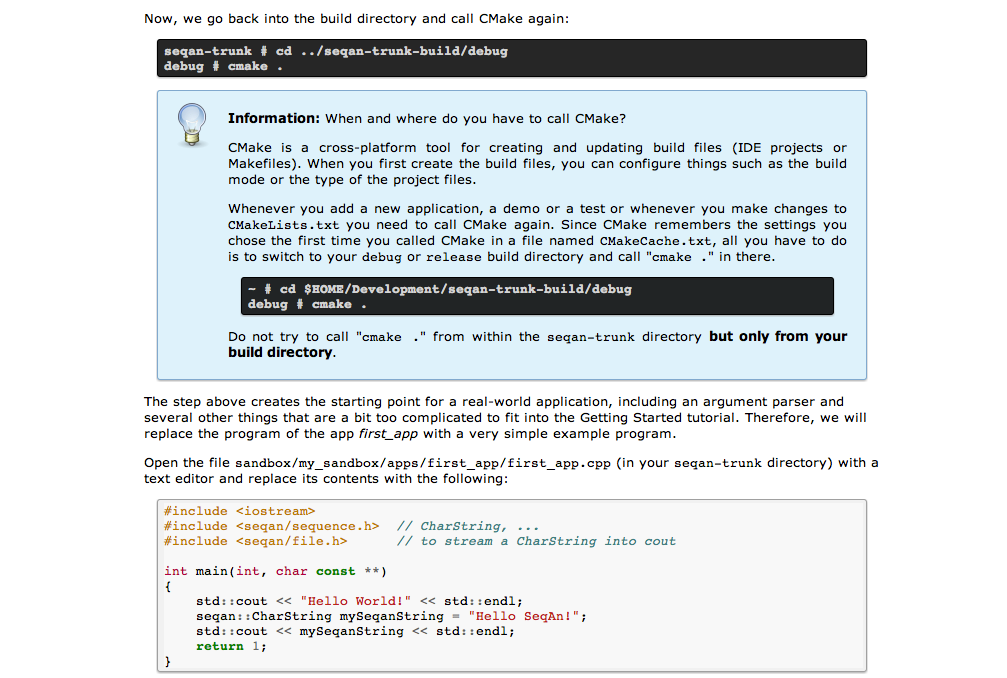 Now, we go back into the build directory and call CMake again:
seqan-trunk # cd ../seqan-trunk-build/debug
debug # cmake .
Information: When and where do you have to call CMake?
CMake is a cross-platform tool for creating and updating build files (IDE projects or
Makefiles). When you first create the build files, you can configure things such as the build
mode or the type of the project files.
Whenever you add a new application, a demo or a test or whenever you make changes to
CMakeLists.txt you need to call CMake again. Since CMake remembers the settings you
chose the first time you called CMake in a file named CMakeCache.txt, all you have to do
is to switch to your debug or release build directory and call "cmake ." in there.
~ # cd $HOME/Development/seqan-trunk-build/debug
debug # cmake .
Do not try to call "cmake ." from within the seqan-trunk directory but only from your
build directory.
The step above creates the starting point for a real-world application, including an argument parser and
several other things that are a bit too complicated to fit into the Getting Started tutorial. Therefore, we will
replace the program of the app first_app with a very simple example program.
Open the file sandbox/my_sandbox/apps/first_app/first_app.cpp (in your seqan-trunk directory) with a
text editor and replace its contents with the following:
#include <iostream>
#include <seqan/sequence.h>  // CharString, ...
#include <seqan/file.h>      // to stream a CharString into cout
int main(int, char const **)
{
    std::cout << "Hello World!" << std::endl;
    seqan::CharString mySeqanString = "Hello SeqAn!";
    std::cout << mySeqanString << std::endl;
    return 1;
}